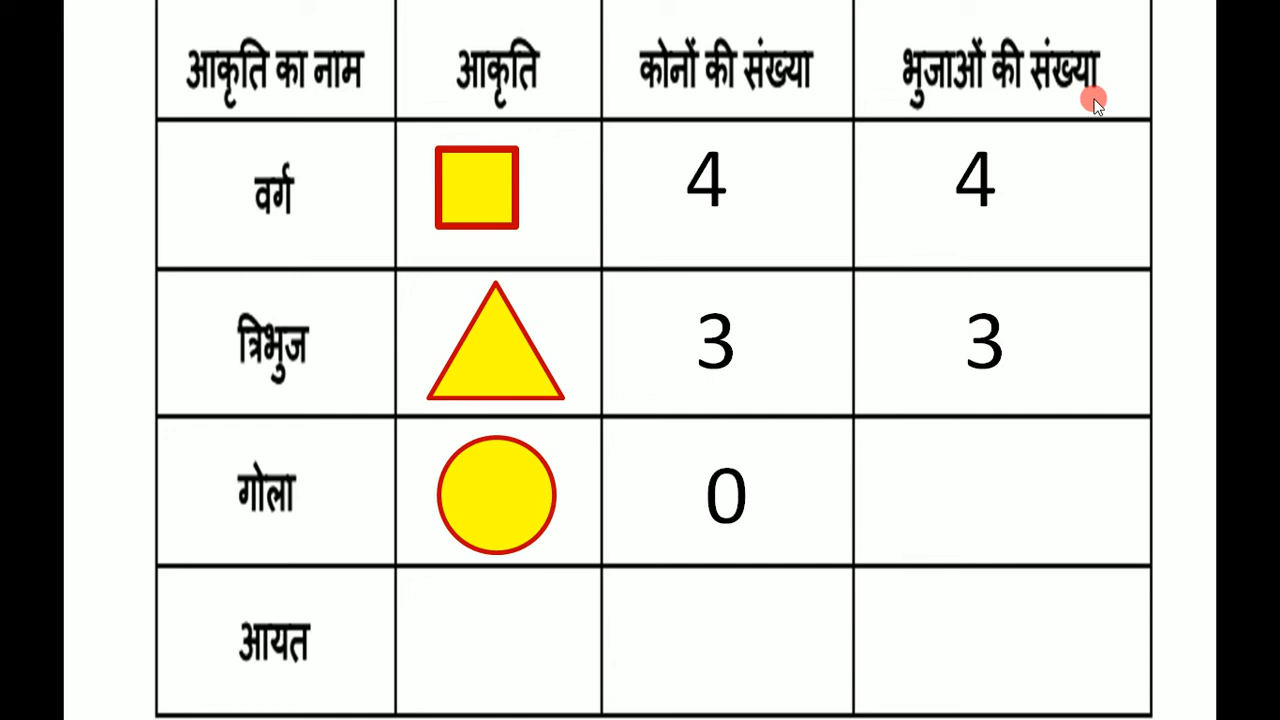 आकृति का नाम आकृति कोनों की संख्या भुजाओं की संख्या
वर्ग 4 4
त्रिभुज 3 3
गोला 0
आयत